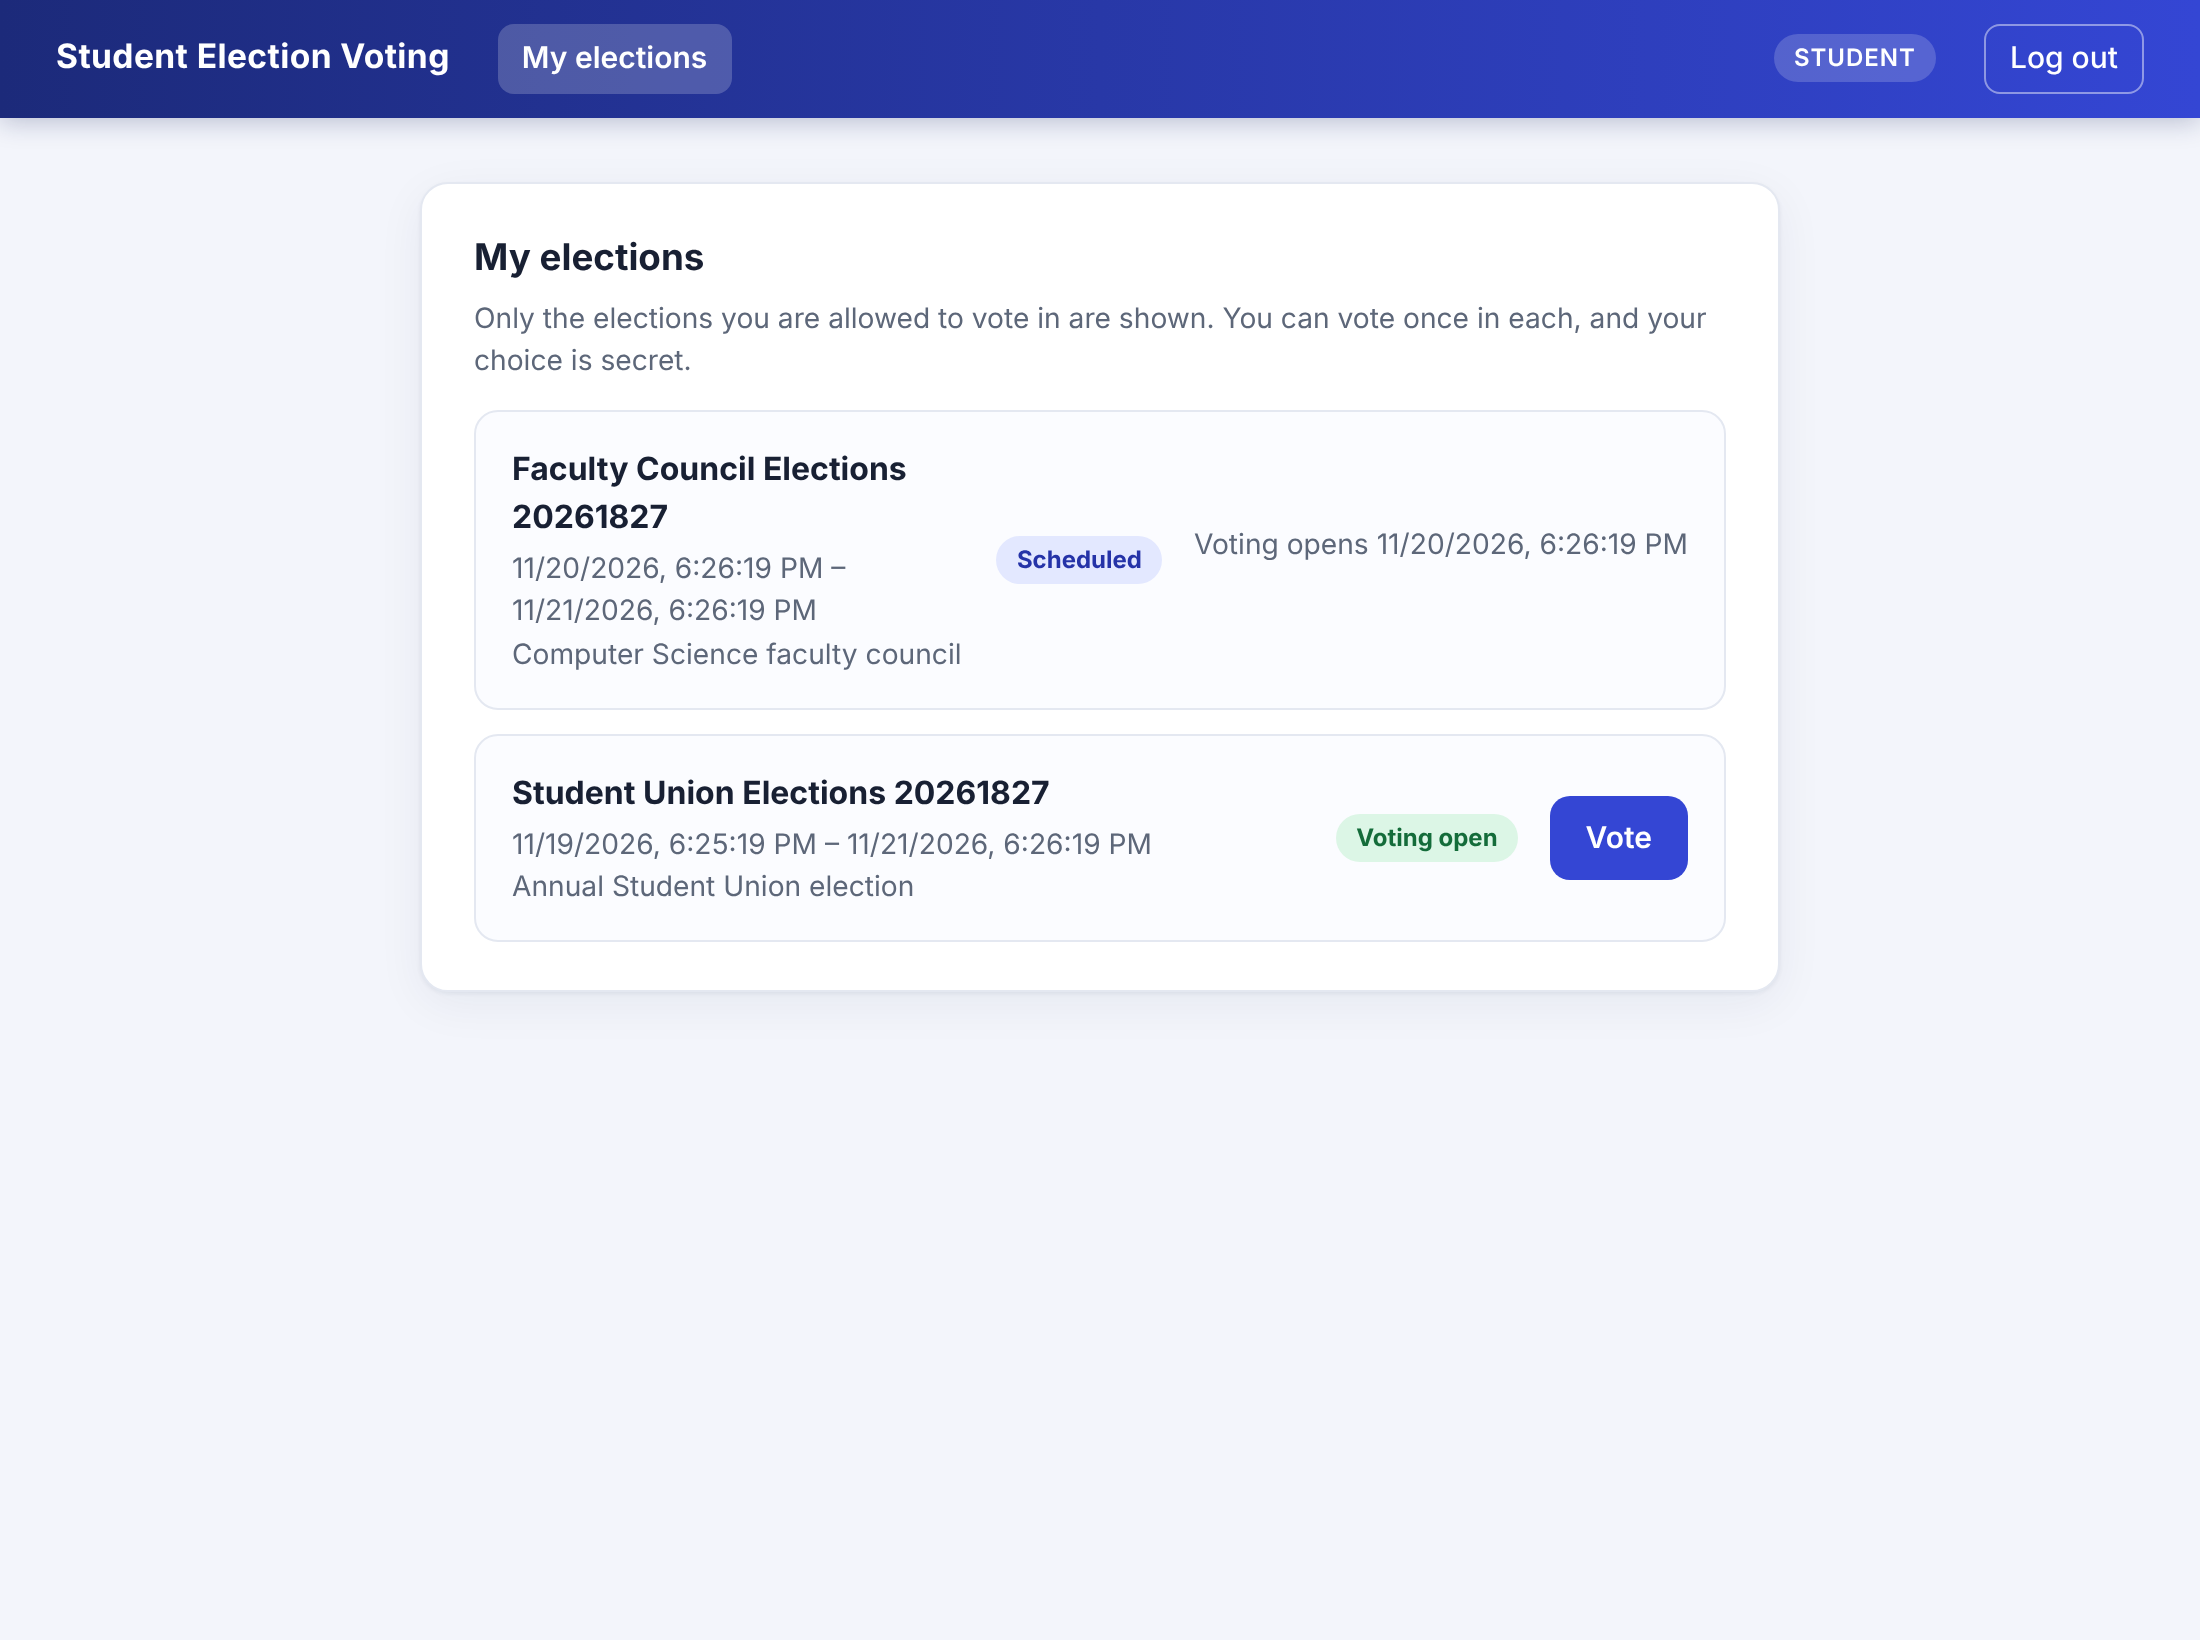 Student Election Voting
My elections
STUDENT
Log out
My elections
Only the elections you are allowed to vote in are shown. You can vote once in each, and your
choice is secret.
Faculty Council Elections
20261827
11/20/2026, 6:26:19 PM –
11/21/2026, 6:26:19 PM
Computer Science faculty council
Scheduled
Voting opens 11/20/2026, 6:26:19 PM
Student Union Elections 20261827
11/19/2026, 6:25:19 PM – 11/21/2026, 6:26:19 PM
Annual Student Union election
Voting open
Vote